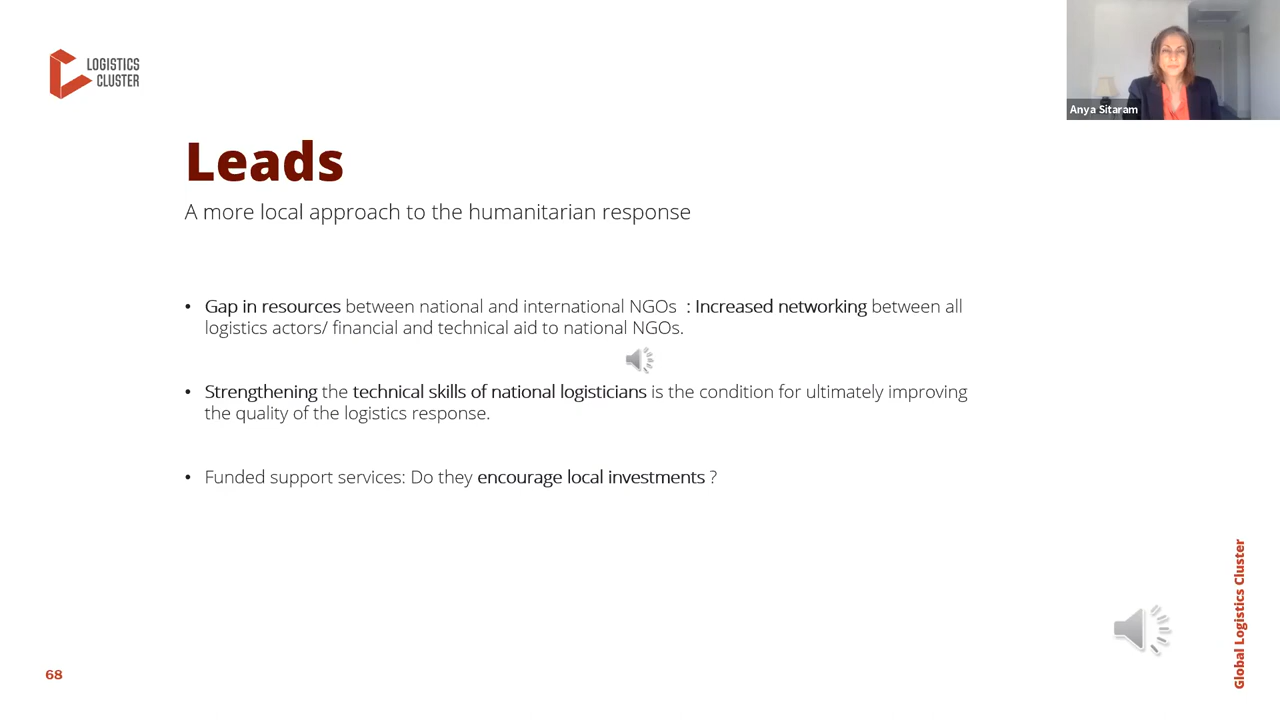 LOGISTICS
CLUSTER
Anya Sitaram
Leads
A more local approach to the humanitarian response
• Gap in resources between national and international NGOs  : Increased networking between all
logistics actors/ financial and technical aid to national NGOs.
• Strengthening the technical skills of national logisticians is the condition for ultimately improving
the quality of the logistics response.
• Funded support services: Do they encourage local investments ?
Global Logistics Cluster
68